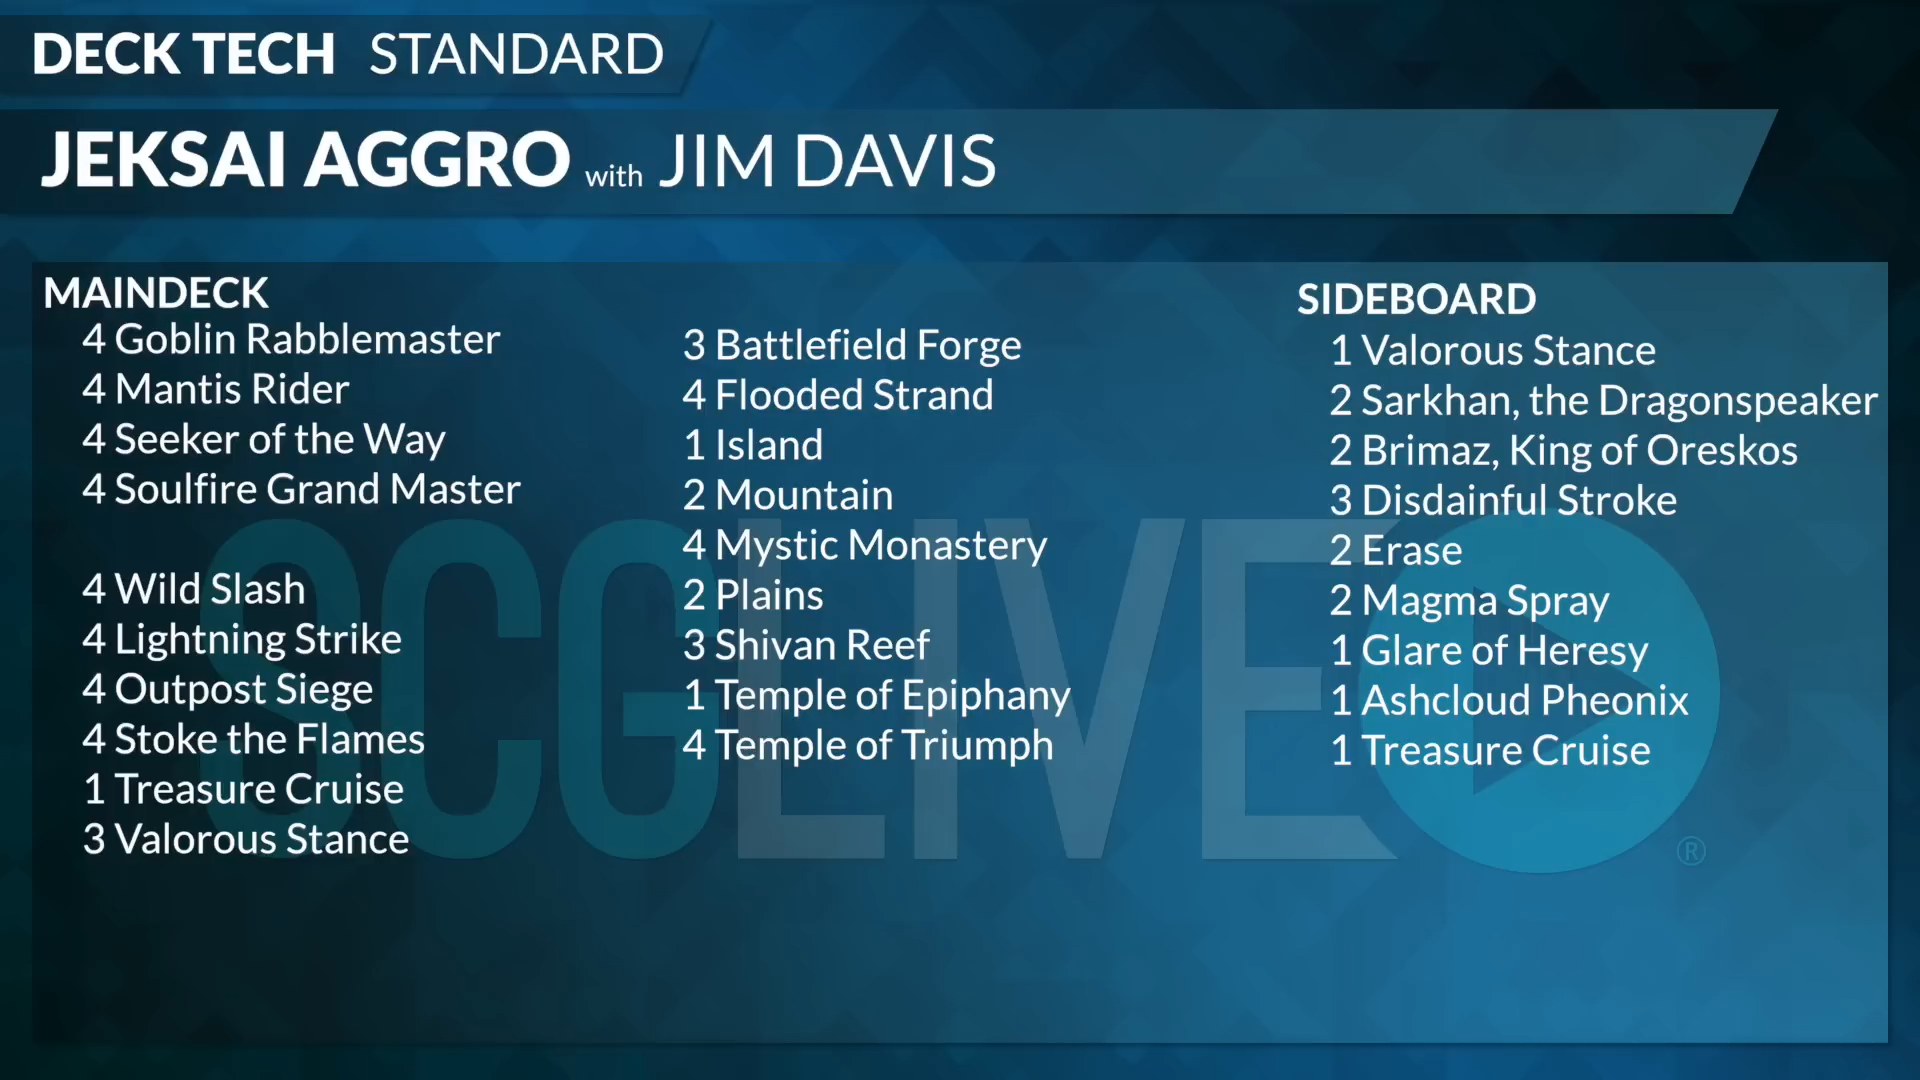 DECK TECH STANDARD
JEKSAI AGGRO with JIM DAVIS
MAINDECK
4 Goblin Rabblemaster
4 Mantis Rider
4 Seeker of the Way
4 Soulfire Grand Master
4 Wild Slash
4 Lightning Strike
4 Outpost Siege
4 Stoke the Flames
1 Treasure Cruise
3 Valorous Stance
3 Battlefield Forge
4 Flooded Strand
1 Island
2 Mountain
4 Mystic Monastery
2 Plains
3 Shivan Reef
1 Temple of Epiphany
4 Temple of Triumph
SIDEBOARD
1 Valorous Stance
2 Sarkhan, the Dragonspeaker
2 Brimaz, King of Oreskos
3 Disdainful Stroke
2 Erase
2 Magma Spray
1 Glare of Heresy
1 Ashcloud Pheonix
1 Treasure Cruise
SCGLIVE ®